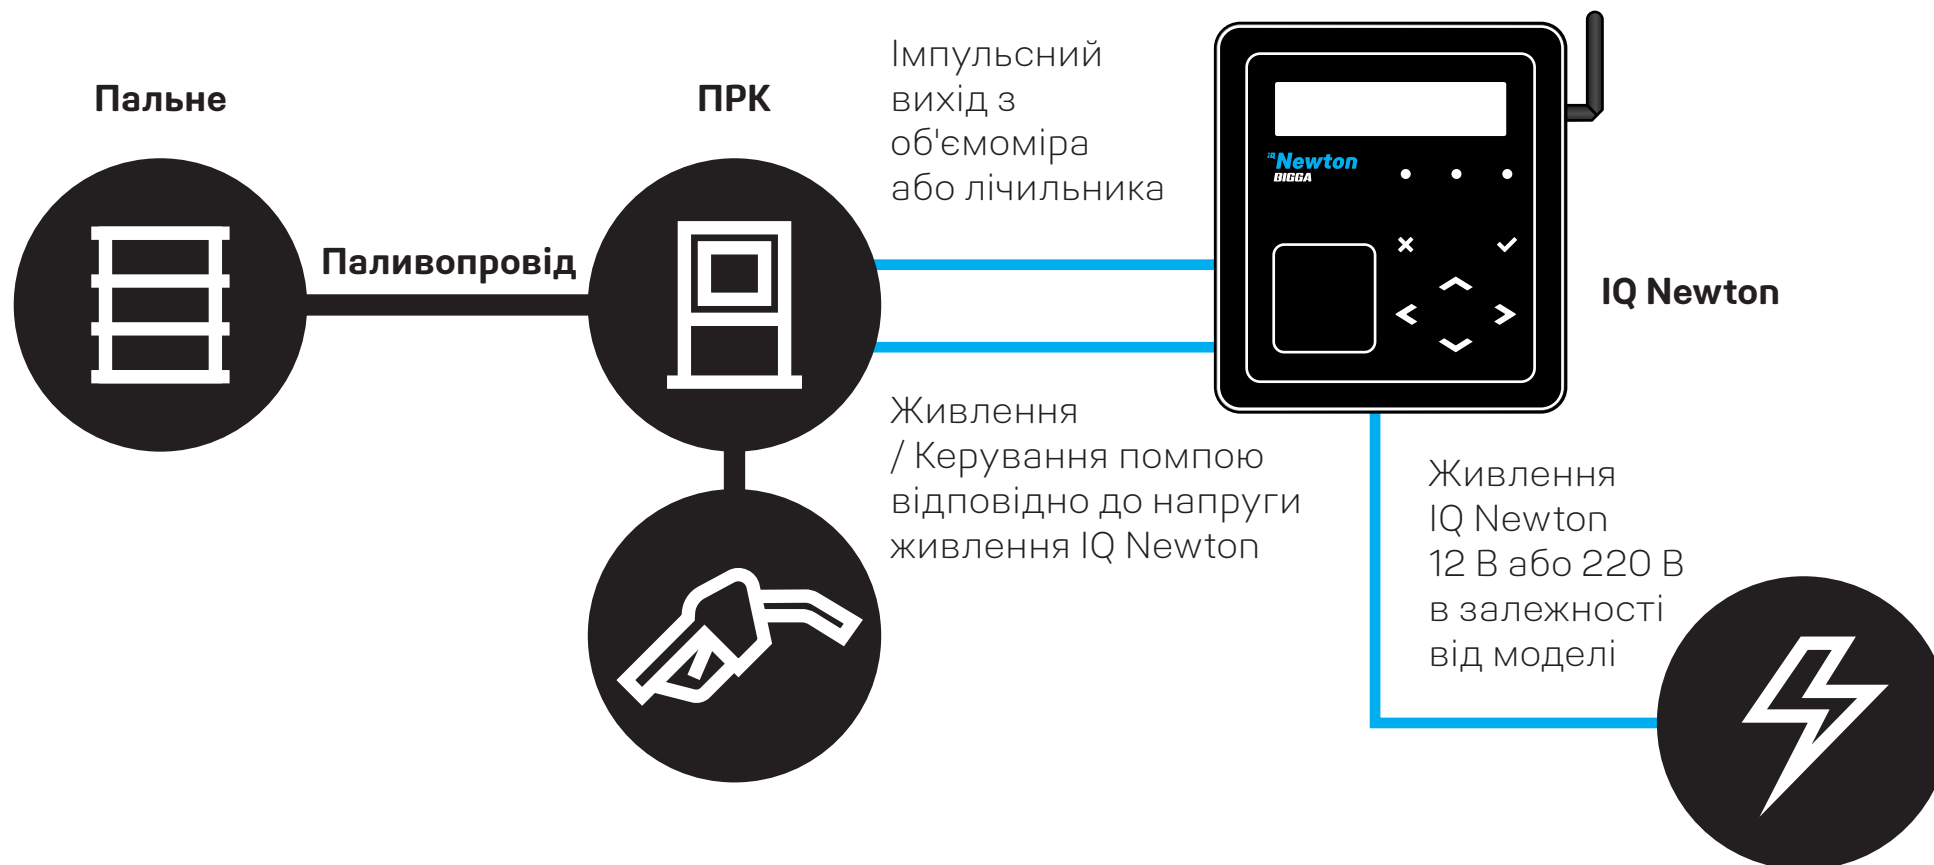 Пальне
ПРК
Імпульсний
вихід з
об'ємоміра
або лічильника
Паливопровід
IQ Newton
BIGGA
IQ Newton
Живлення
/ Керування помпою
відповідно до напруги
живлення IQ Newton
Живлення
IQ Newton
12 В або 220 В
в залежності
від моделі